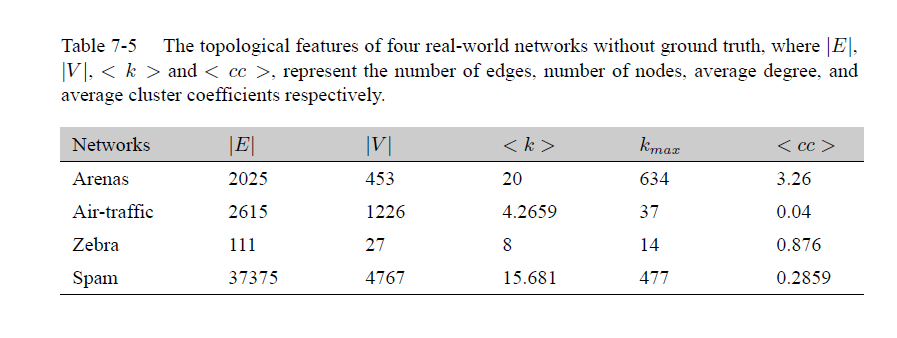 Table 7-5 The topological features of four real-world networks without ground truth, where |E|,
|V|, < k > and < cc >, represent the number of edges, number of nodes, average degree, and
average cluster coefficients respectively.
Networks |E| |V| < k > kmax < cc >
Arenas 2025 453 20 634 3.26
Air-traffic 2615 1226 4.2659 37 0.04
Zebra 111 27 8 14 0.876
Spam 37375 4767 15.681 477 0.2859